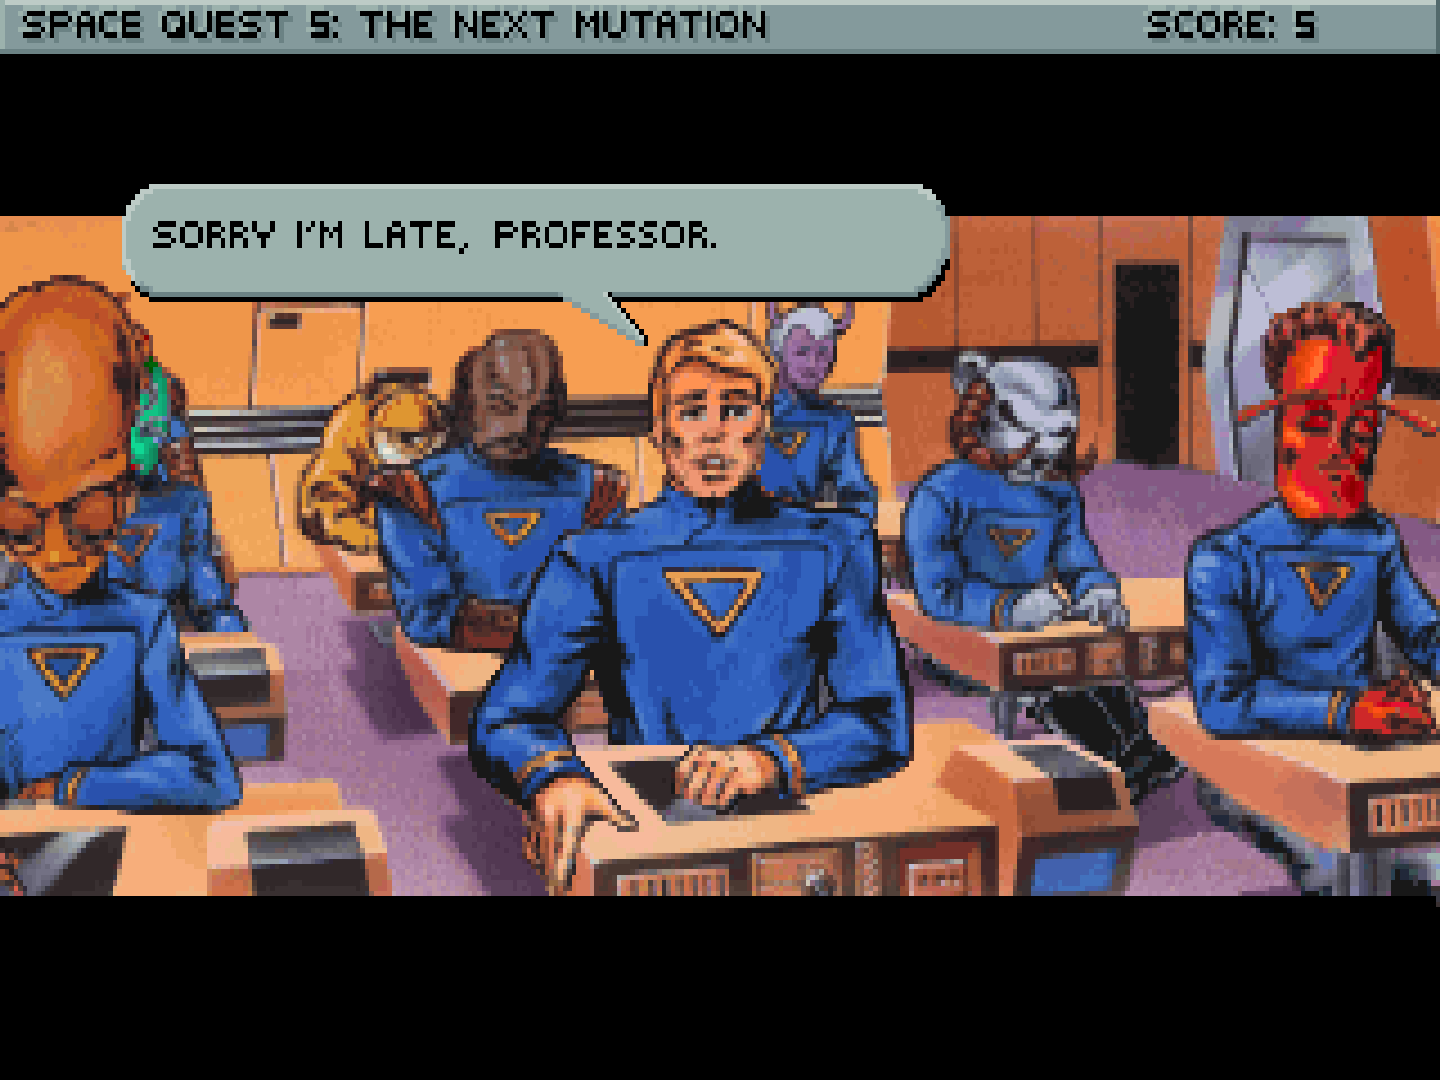 SPACE QUEST 5: THE NEXT MUTATION SCORE: 5
SORRY I'M LATE, PROFESSOR.